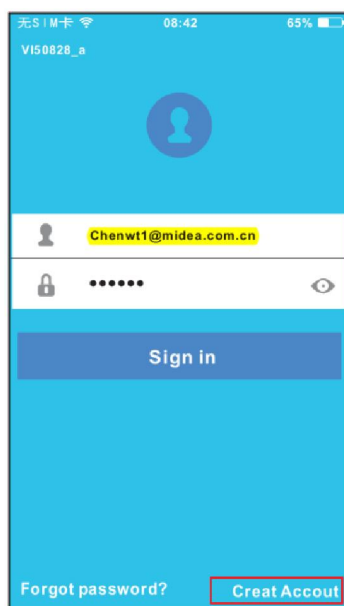 无SIM卡 08:42 65%
VI50828_a
Chenwt1@midea.com.cn
••••••
Sign in
Forgot password? Creat Accout